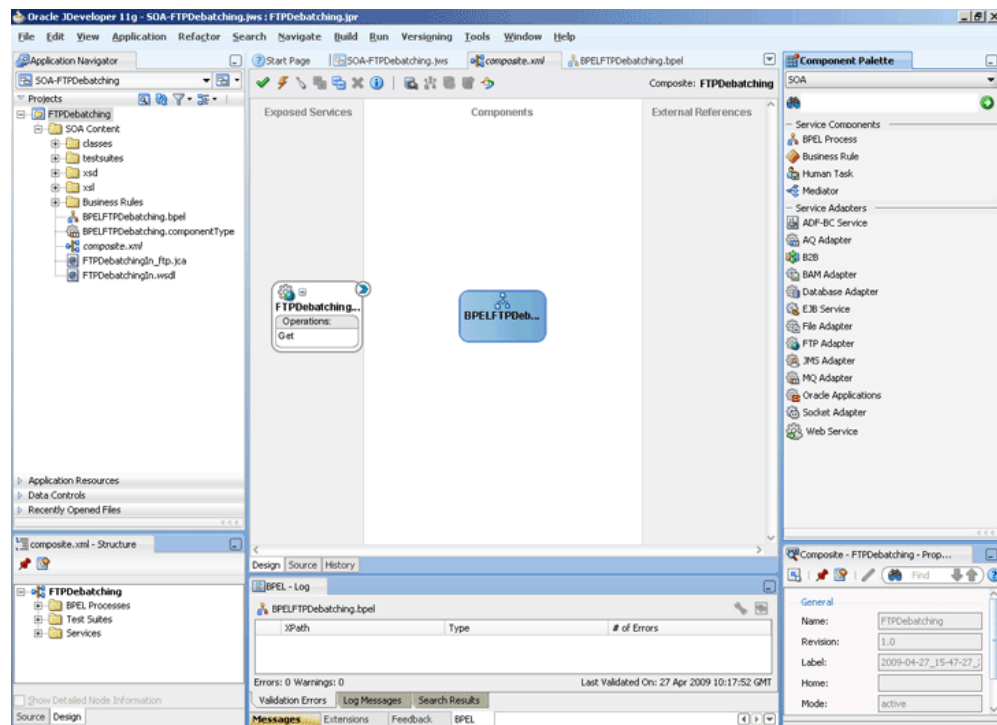 Oracle JDeveloper 11g - SOA-FTPDebatching.jws : FTPDebatching.jpr
File Edit View Application Refactor Search Navigate Build Run Versigning Tools Window Help
Application Navigator
SOA-FTPDebatching
Projects
FTPDebatching
SOA Content
classes
testsuites
xsd
xsl
Business Rules
BPELFTPDebatching.bpel
BPELFTPDebatching.componentType
composite.xml
FTPDebatchingIn_ftp.jca
FTPDebatchingIn.wsdl
Application Resources
Data Controls
Recently Opened Files
composite.xml - Structure
FTPDebatching
BPEL Processes
Test Suites
Services
Show Detailed Node Information
Source Design
Start Page SOA-FTPDebatching.jws composite.xml BPELFTPDebatching.bpel
Composite: FTPDebatching
Exposed Services Components External References
FTPDebatching...
Operations:
Get
BPELFTPDeb...
Design Source History
BPEL - Log
BPELFTPDebatching.bpel
XPath Type # of Errors
Errors: 0 Warnings: 0 Last Validated On: 27 Apr 2009 10:17:52 GMT
Validation Errors Log Messages Search Results
Messages Extensions Feedback BPEL
Component Palette
SOA
Service Components
BPEL Process
Business Rule
Human Task
Mediator
Service Adapters
ADF-BC Service
AQ Adapter
B2B
BAM Adapter
Database Adapter
EJB Service
File Adapter
FTP Adapter
JMS Adapter
MQ Adapter
Oracle Applications
Socket Adapter
Web Service
Composite - FTPDebatching - Prop...
Find
General
Name: FTPDebatching
Revision: 1.0
Label: 2009-04-27_15-47-27_
Home:
Mode: active